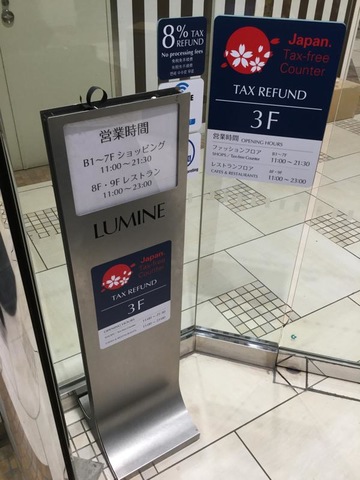 8% TAX
REFUND
No processing fees
Japan.
Tax-free
Counter
TAX REFUND
3F
営業時間 OPENING HOURS
ファッションフロア B1〜7F
SHOPS / Tax-free Counter 11:00〜21:30
レストランフロア 8F・9F
CAFES & RESTAURANTS 11:00〜23:00
営業時間
B1〜7F ショッピング
11:00〜21:30
8F・9F レストラン
11:00〜23:00
LUMINE
Japan.
Tax-free
Counter
TAX REFUND
3F